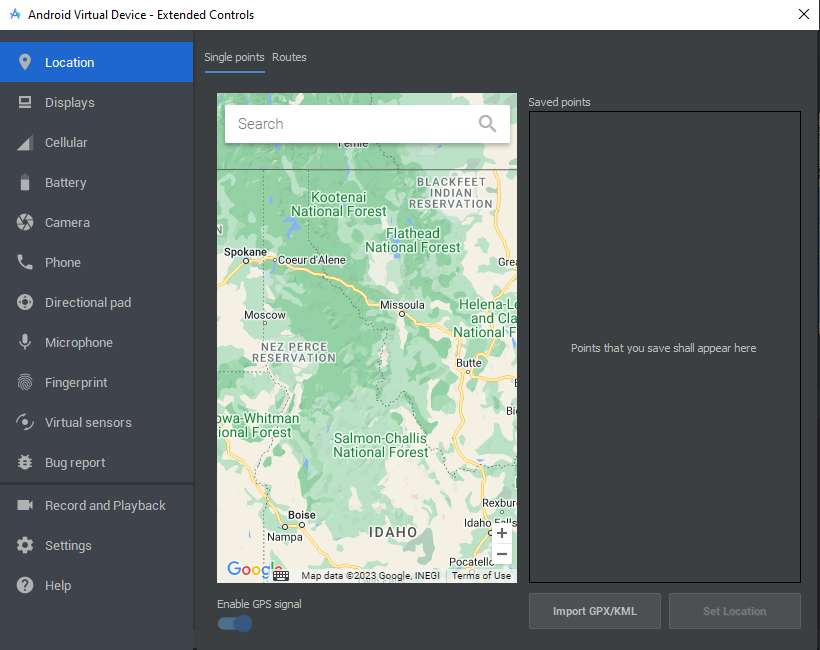 Android Virtual Device - Extended Controls
Location
Displays
Cellular
Battery
Camera
Phone
Directional pad
Microphone
Fingerprint
Virtual sensors
Bug report
Record and Playback
Settings
Help
Single points
Routes
Search
BLACKFEET
INDIAN
RESERVATION
Kootenai
National Forest
Flathead
National Forest
Spokane
Coeur d'Alene
Grea
Missoula
Helena-Le
and Cla
National F
Moscow
NEZ PERCE
RESERVATION
Butte
owa-Whitman
ional Forest
Salmon-Challis
National Forest
Rexbur
Boise
Nampa
IDAHO
Idaho Falls
Pocatello
+
−
Google
Map data ©2023 Google, INEGI
Terms of Use
Enable GPS signal
Saved points
Points that you save shall appear here
Import GPX/KML
Set Location